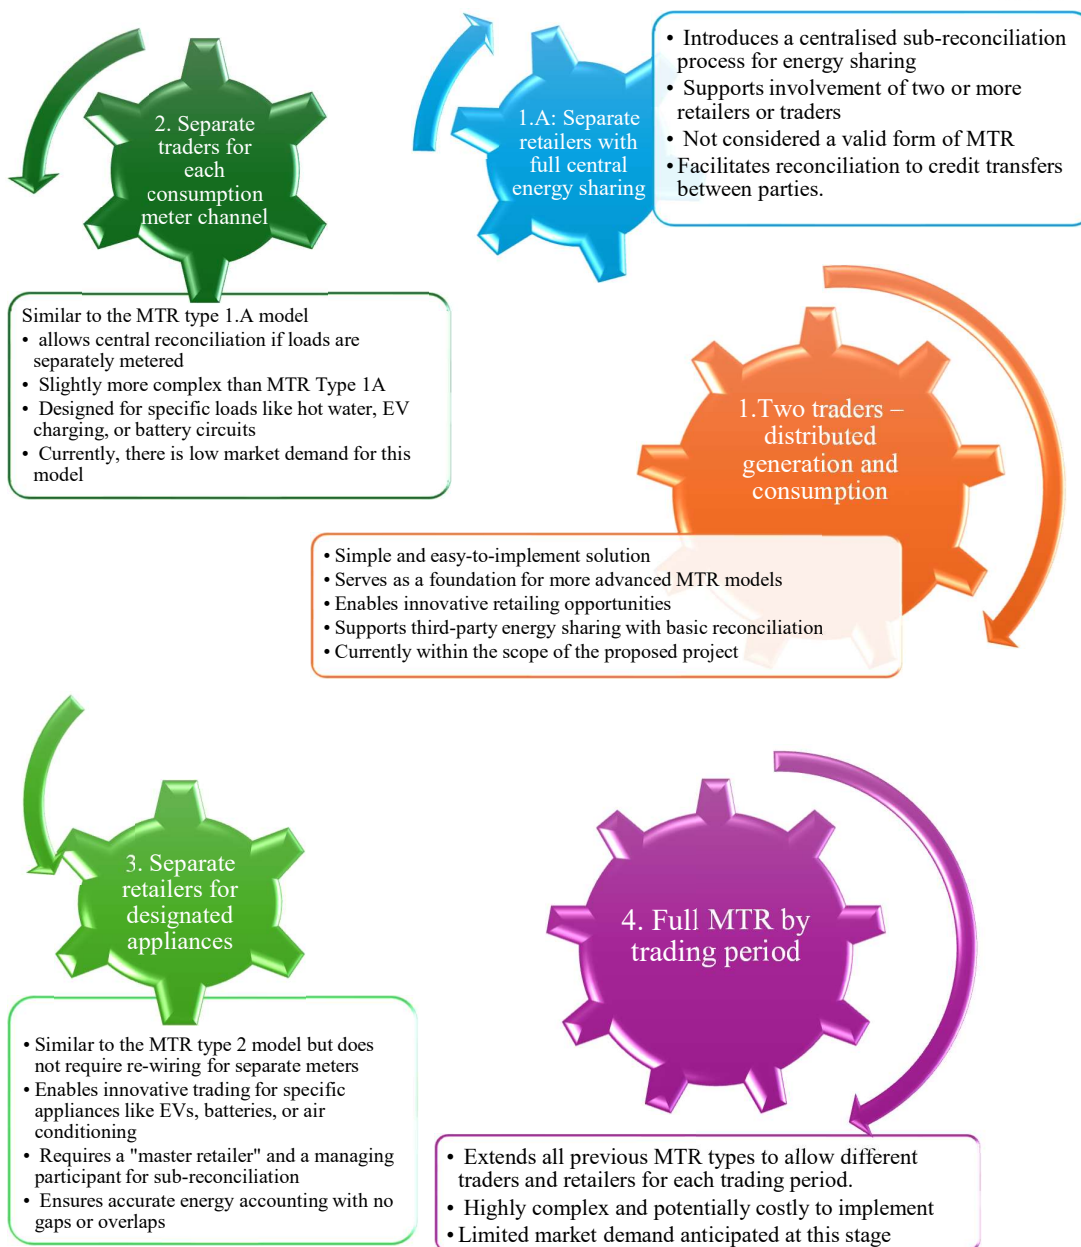 2. Separate
traders for
each
consumption
meter channel
Similar to the MTR type 1.A model
• allows central reconciliation if loads are
separately metered
• Slightly more complex than MTR Type 1A
• Designed for specific loads like hot water, EV
charging, or battery circuits
• Currently, there is low market demand for this
model
1.A: Separate
retailers with
full central
energy sharing
• Introduces a centralised sub-reconciliation
process for energy sharing
• Supports involvement of two or more
retailers or traders
• Not considered a valid form of MTR
• Facilitates reconciliation to credit transfers
between parties.
1.Two traders –
distributed
generation and
consumption
• Simple and easy-to-implement solution
• Serves as a foundation for more advanced MTR models
• Enables innovative retailing opportunities
• Supports third-party energy sharing with basic reconciliation
• Currently within the scope of the proposed project
3. Separate
retailers for
designated
appliances
• Similar to the MTR type 2 model but does
not require re-wiring for separate meters
• Enables innovative trading for specific
appliances like EVs, batteries, or air
conditioning
• Requires a "master retailer" and a managing
participant for sub-reconciliation
• Ensures accurate energy accounting with no
gaps or overlaps
4. Full MTR by
trading period
• Extends all previous MTR types to allow different
traders and retailers for each trading period.
• Highly complex and potentially costly to implement
• Limited market demand anticipated at this stage